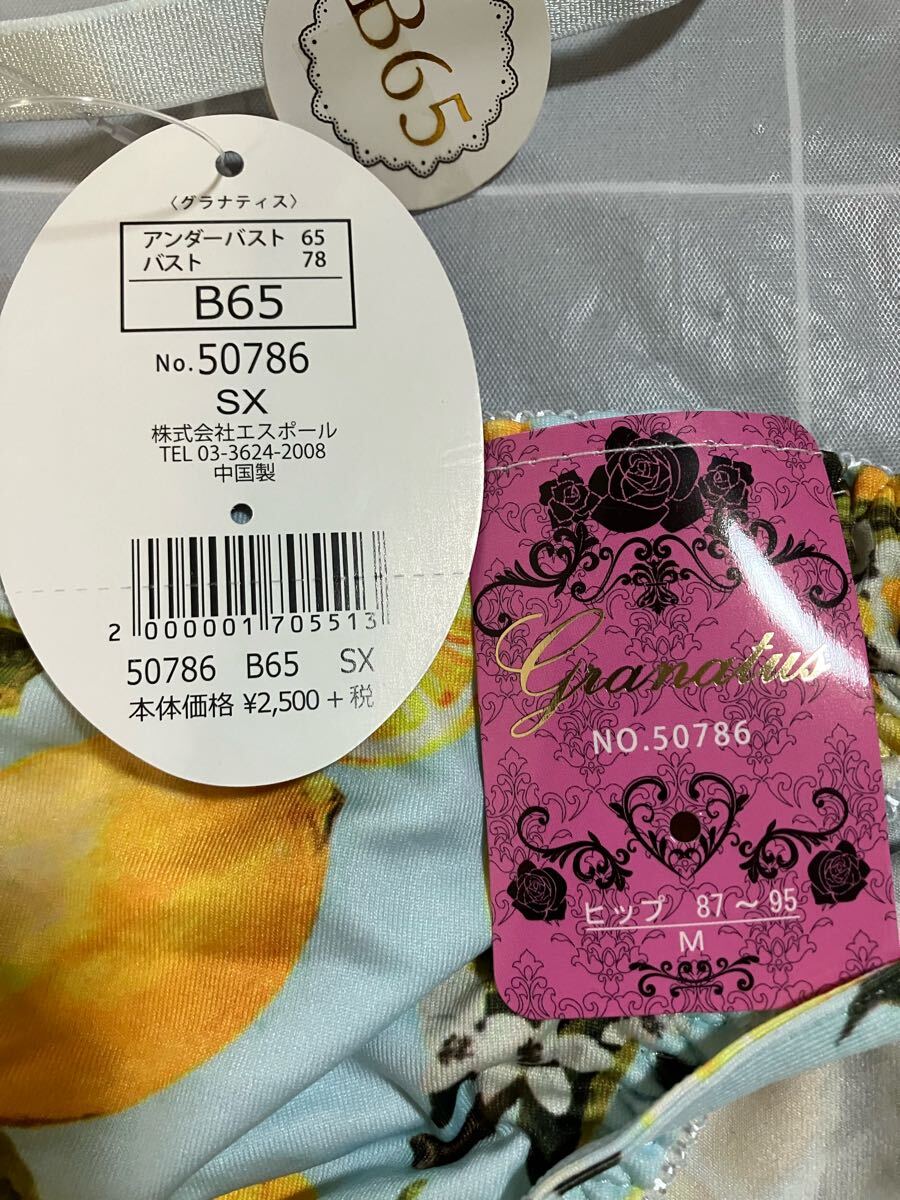 B65
〈グラナティス〉
アンダーバスト 65
バスト 78
B65
No.50786
SX
株式会社エスポール
TEL 03-3624-2008
中国製
2 000001 705513
50786 B65 SX
本体価格 ¥2,500 + 税
Granatus
NO.50786
ヒップ 87～95
M